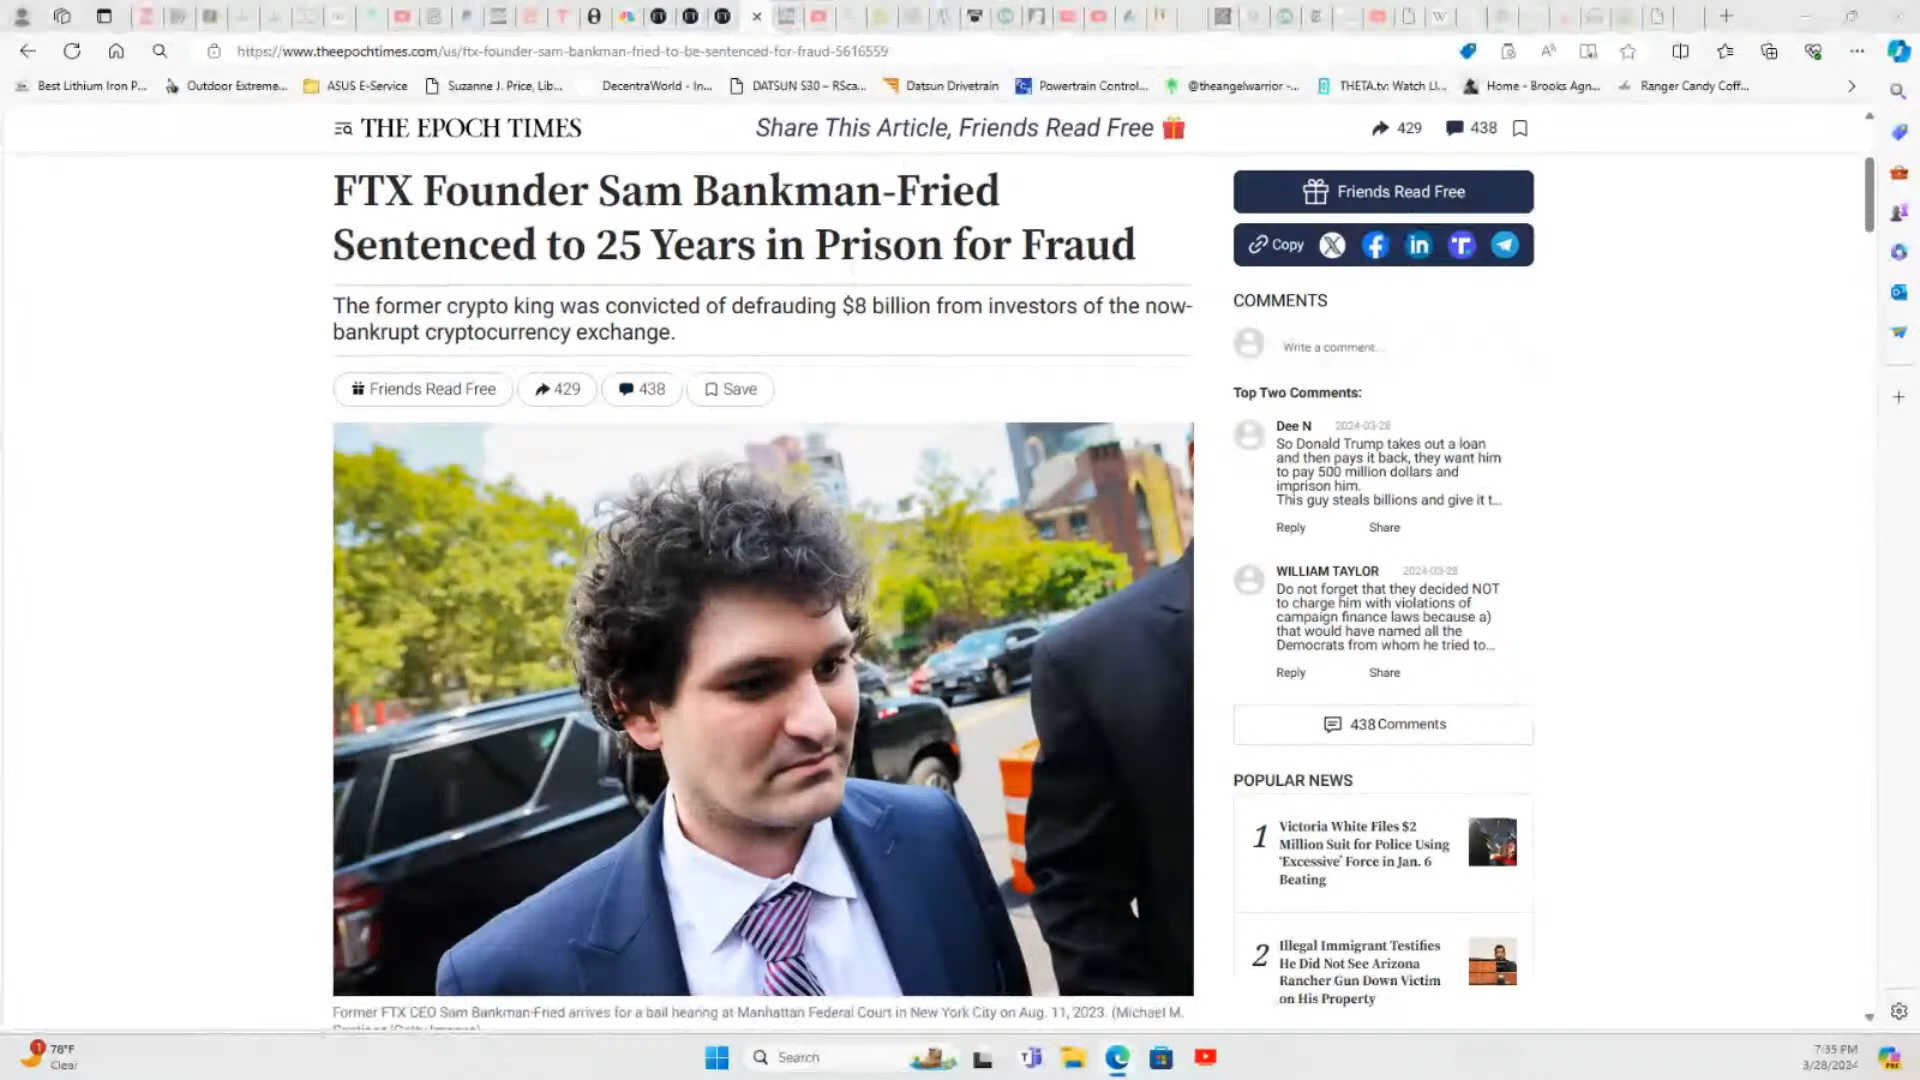 https://www.theepochtimes.com/us/ftx-founder-sam-bankman-fried-to-be-sentenced-for-fraud-5616559
Best Lithium Iron P...
Outdoor Extreme...
ASUS E-Service
Suzanne J. Price, Lib...
DecentraWorld - In...
DATSUN S30 – RSca...
Datsun Drivetrain
Powertrain Control...
@theangelwarrior -...
THETA.tv: Watch Li...
Home - Brooks Agn...
Ranger Candy Coff...
THE EPOCH TIMES
Share This Article, Friends Read Free
429
438
FTX Founder Sam Bankman-Fried
Sentenced to 25 Years in Prison for Fraud
The former crypto king was convicted of defrauding $8 billion from investors of the now-
bankrupt cryptocurrency exchange.
Friends Read Free
429
438
Save
Former FTX CEO Sam Bankman-Fried arrives for a bail hearing at Manhattan Federal Court in New York City on Aug. 11, 2023. (Michael M.
Friends Read Free
Copy
COMMENTS
Write a comment...
Top Two Comments:
Dee N 2024-03-28
So Donald Trump takes out a loan
and then pays it back, they want him
to pay 500 million dollars and
imprison him.
This guy steals billions and give it t...
Reply Share
WILLIAM TAYLOR 2024-03-28
Do not forget that they decided NOT
to charge him with violations of
campaign finance laws because a)
that would have named all the
Democrats from whom he tried to...
Reply Share
438 Comments
POPULAR NEWS
1
Victoria White Files $2
Million Suit for Police Using
'Excessive' Force in Jan. 6
Beating
2
Illegal Immigrant Testifies
He Did Not See Arizona
Rancher Gun Down Victim
on His Property
1
78°F
Clear
Search
7:35 PM
3/28/2024